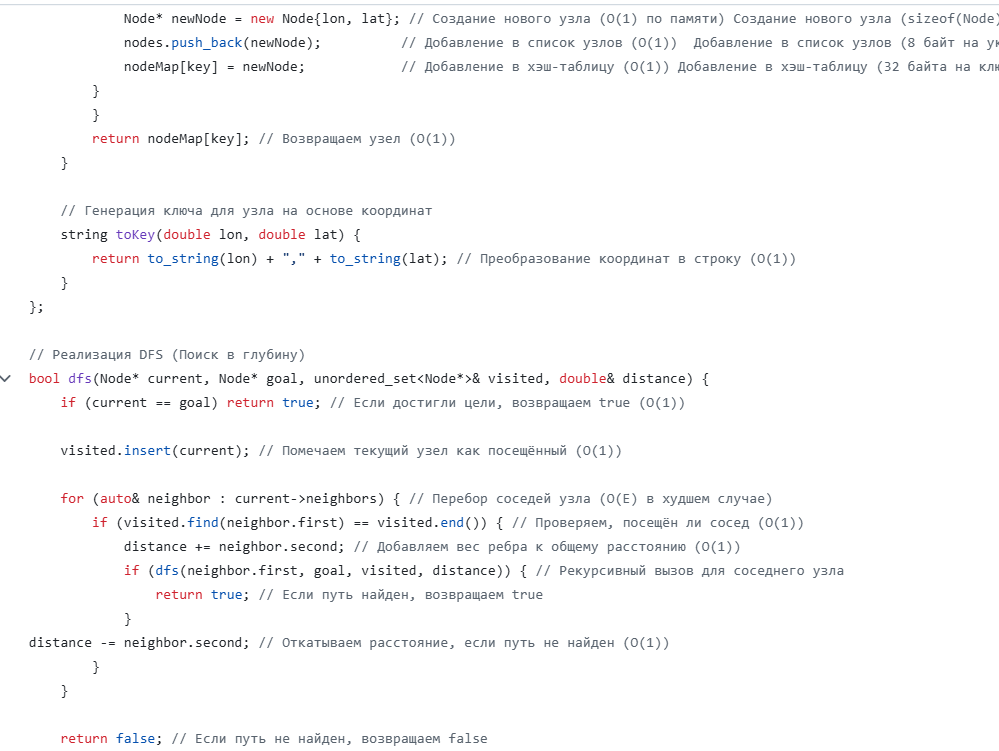 Node* newNode = new Node{lon, lat}; // Создание нового узла (O(1) по памяти) Создание нового узла (sizeof(Node)
nodes.push_back(newNode); // Добавление в список узлов (O(1)) Добавление в список узлов (8 байт на
nodeMap[key] = newNode; // Добавление в хэш-таблицу (O(1)) Добавление в хэш-таблицу (32 байта на
}
}
return nodeMap[key]; // Возвращаем узел (O(1))
}
// Генерация ключа для узла на основе координат
string toKey(double lon, double lat) {
return to_string(lon) + "," + to_string(lat); // Преобразование координат в строку (O(1))
}
};
// Реализация DFS (Поиск в глубину)
bool dfs(Node* current, Node* goal, unordered_set<Node*>& visited, double& distance) {
if (current == goal) return true; // Если достигли цели, возвращаем true (O(1))
visited.insert(current); // Помечаем текущий узел как посещённый (O(1))
for (auto& neighbor : current->neighbors) { // Перебор соседей узла (O(E) в худшем случае)
if (visited.find(neighbor.first) == visited.end()) { // Проверяем, посещён ли сосед (O(1))
distance += neighbor.second; // Добавляем вес ребра к общему расстоянию (O(1))
if (dfs(neighbor.first, goal, visited, distance)) { // Рекурсивный вызов для соседнего узла
return true; // Если путь найден, возвращаем true
}
distance -= neighbor.second; // Откатываем расстояние, если путь не найден (O(1))
}
}
return false; // Если путь не найден, возвращаем false